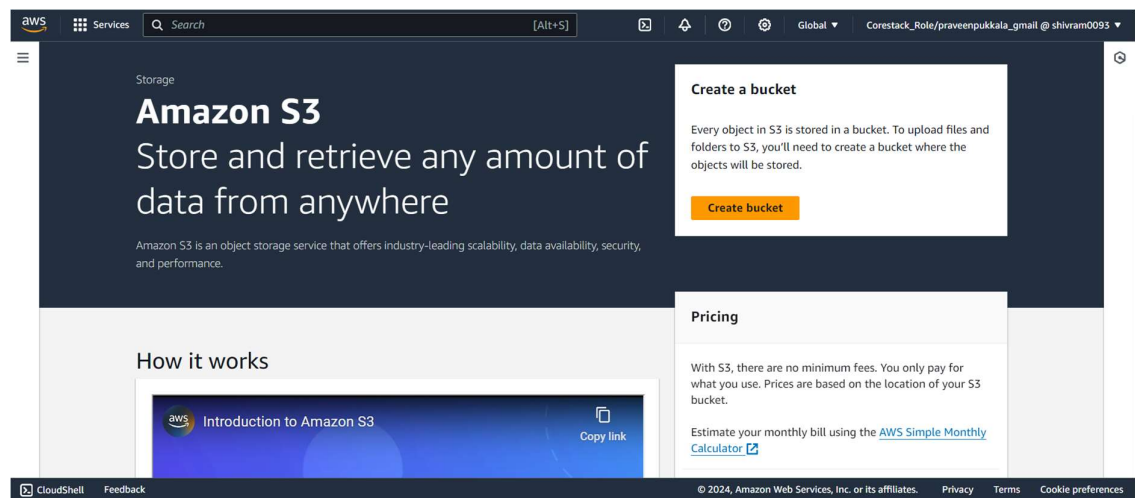 aws
Services
Search
[Alt+S]
Global
Corestack_Role/praveenpukkala_gmail @ shivram0093
Storage
Amazon S3
Store and retrieve any amount of
data from anywhere
Amazon S3 is an object storage service that offers industry-leading scalability, data availability, security,
and performance.
Create a bucket
Every object in S3 is stored in a bucket. To upload files and
folders to S3, you'll need to create a bucket where the
objects will be stored.
Create bucket
Pricing
With S3, there are no minimum fees. You only pay for
what you use. Prices are based on the location of your S3
bucket.
Estimate your monthly bill using the AWS Simple Monthly
Calculator
How it works
aws
Introduction to Amazon S3
Copy link
CloudShell
Feedback
© 2024, Amazon Web Services, Inc. or its affiliates.
Privacy
Terms
Cookie preferences